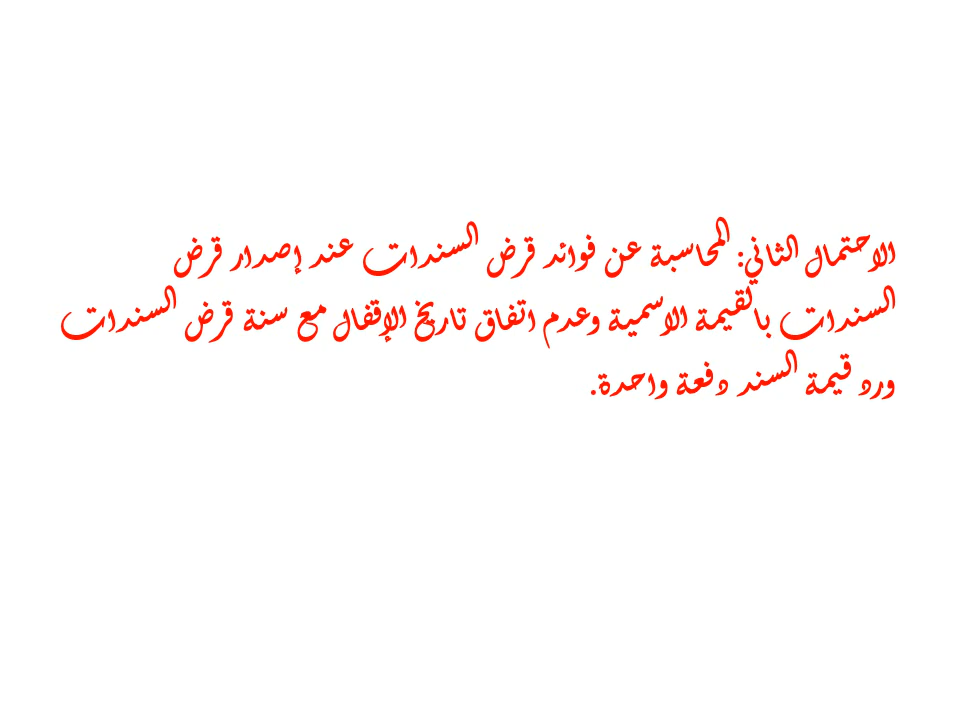 الاحتمال الثاني: المحاسبة عن فوائد قرض السندات عند إصدار قرض
السندات بالقيمة الاسمية وعدم اتفاق تاريخ الإقفال مع سنة قرض السندات
ورد قيمة السند دفعة واحدة.